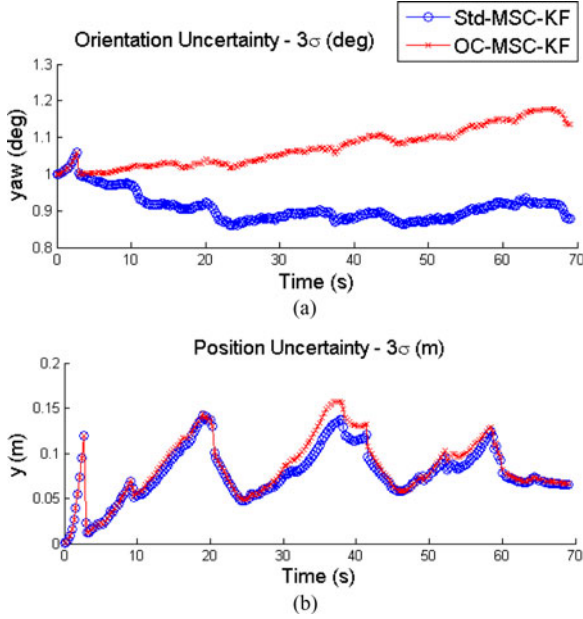 Std-MSC-KF
OC-MSC-KF
Orientation Uncertainty - 3σ (deg)
yaw (deg)
1.3
1.2
1.1
1
0.9
0.8
0 10 20 30 40 50 60 70
Time (s)
(a)
Position Uncertainty - 3σ (m)
y (m)
0.2
0.15
0.1
0.05
0
0 10 20 30 40 50 60 70
Time (s)
(b)